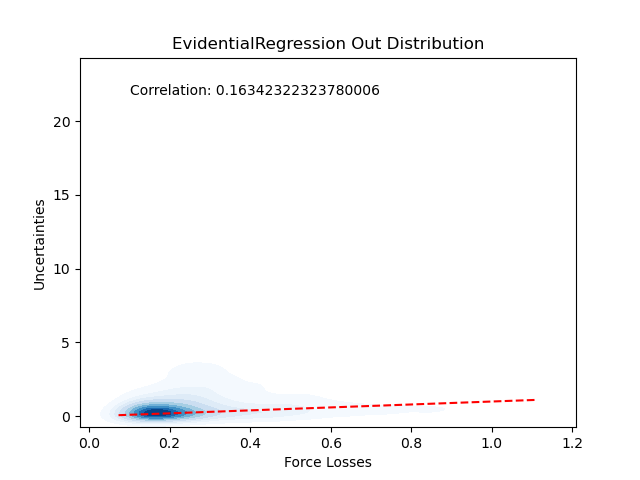 EvidentialRegression Out Distribution
Correlation: 0.16342322323780006
Uncertainties
20
15
10
5
0
0.0 0.2 0.4 0.6 0.8 1.0 1.2
Force Losses